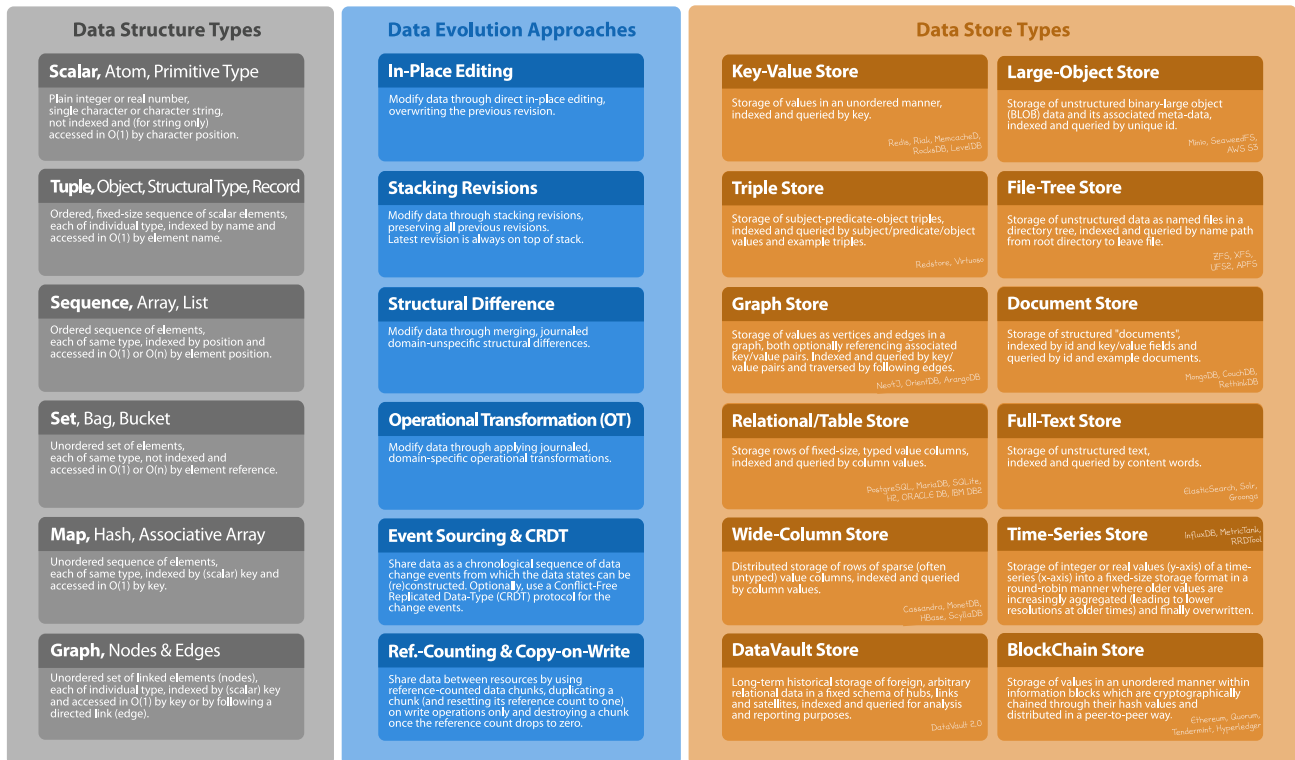 Data Structure Types
Scalar, Atom, Primitive Type
Plain integer or real number,
single character or character string,
not indexed and (for string only)
accessed in O(1) by character position.
Tuple, Object, Structural Type, Record
Ordered, fixed-size sequence of scalar elements,
each of individual type, indexed by name and
accessed in O(1) by element name.
Sequence, Array, List
Ordered sequence of elements,
each of same type, indexed by position and
accessed in O(1) or O(n) by element position.
Set, Bag, Bucket
Unordered set of elements,
each of same type, not indexed and
accessed in O(1) or O(n) by element reference.
Map, Hash, Associative Array
Unordered sequence of elements,
each of same type, indexed by (scalar) key and
accessed in O(1) by key.
Graph, Nodes & Edges
Unordered set of linked elements (nodes),
each of individual type, indexed by (scalar) key
and accessed in O(1) by key or by following a
directed link (edge).
Data Evolution Approaches
In-Place Editing
Modify data through direct in-place editing,
overwriting the previous revision.
Stacking Revisions
Modify data through stacking revisions,
preserving all previous revisions.
Latest revision is always on top of stack.
Structural Difference
Modify data through merging, journaled
domain-unspecific structural differences.
Operational Transformation (OT)
Modify data through applying journaled,
domain-specific operational transformations.
Event Sourcing & CRDT
Share data as a chronological sequence of data
change events from which the data states can be
(re)constructed. Optionally, use a Conflict-Free
Replicated Data-Type (CRDT) protocol for the
change events.
Ref.-Counting & Copy-on-Write
Share data between resources by using
reference-counted data chunks, duplicating a
chunk (and resetting its reference count to one)
on write operations only and destroying a chunk
once the reference count drops to zero.
Data Store Types
Key-Value Store
Storage of values in an unordered manner,
indexed and queried by key.
Redis, Riak, MemcacheD,
RocksDB, LevelDB
Triple Store
Storage of subject-predicate-object triples,
indexed and queried by subject/predicate/object
values and example triples.
Redstore, Virtuoso
Graph Store
Storage of values as vertices and edges in a
graph, both optionally referencing associated
key/value pairs. Indexed and queried by key/
value pairs and traversed by following edges.
Neo4J, OrientDB, ArangoDB
Relational/Table Store
Storage rows of fixed-size, typed value columns,
indexed and queried by column values.
PostgreSQL, MariaDB, SQLite,
H2, ORACLE DB, IBM DB2
Wide-Column Store
Distributed storage of rows of sparse (often
untyped) value columns, indexed and queried
by column values.
Cassandra, MonetDB,
HBase, ScyllaDB
DataVault Store
Long-term historical storage of foreign, arbitrary
relational data in a fixed schema of hubs, links
and satellites, indexed and queried for analysis
and reporting purposes.
DataVault 2.0
Large-Object Store
Storage of unstructured binary-large object
(BLOB) data and its associated meta-data,
indexed and queried by unique id.
Minio, SeaweedFS,
AWS S3
File-Tree Store
Storage of unstructured data as named files in a
directory tree, indexed and queried by name path
from root directory to leave file.
ZFS, XFS,
UFS2, APFS
Document Store
Storage of structured "documents",
indexed by id and key/value fields and
queried by id and example documents.
MongoDB, CouchDB,
RethinkDB
Full-Text Store
Storage of unstructured text,
indexed and queried by content words.
ElasticSearch, Solr,
Groonga
Time-Series Store
InfluxDB, MetricTank,
RRDTool
Storage of integer or real values (y-axis) of a time-
series (x-axis) into a fixed-size storage format in a
round-robin manner where older values are
increasingly aggregated (leading to lower
resolutions at older times) and finally overwritten.
BlockChain Store
Storage of values in an unordered manner within
information blocks which are cryptographically
chained through their hash values and
distributed in a peer-to-peer way.
Ethereum, Quorum,
Tendermint, Hyperledger